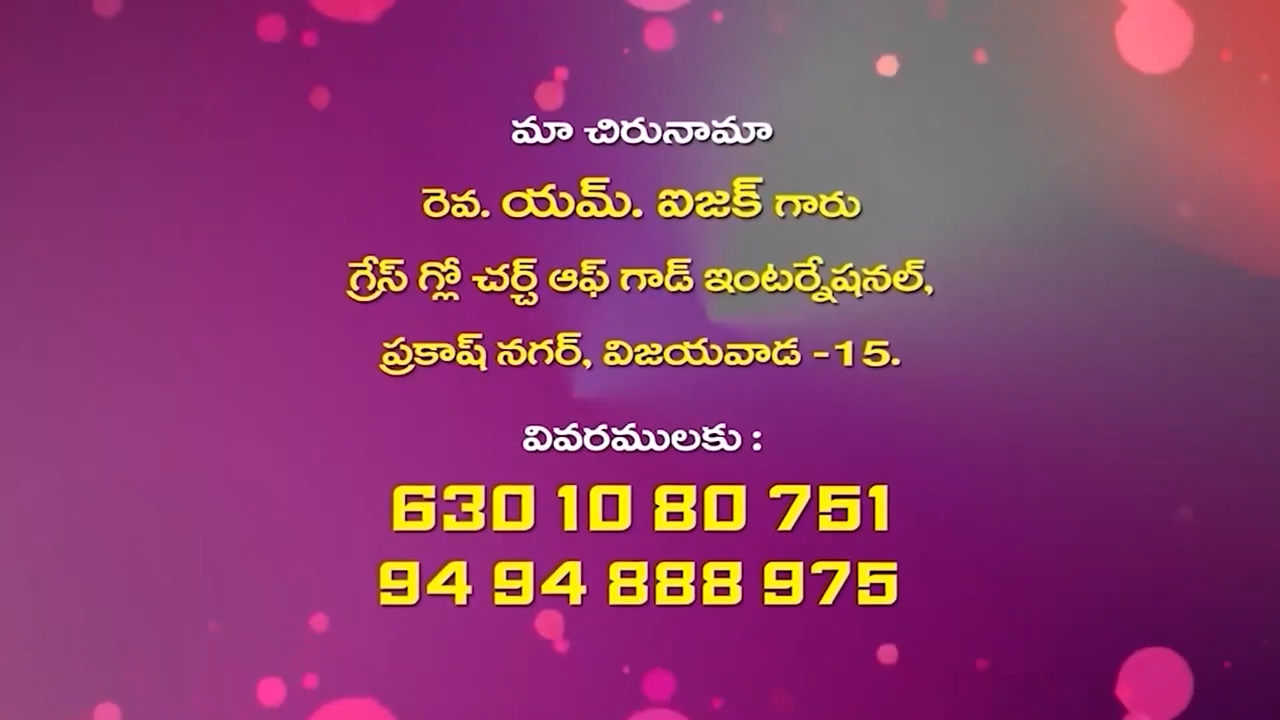 మా చిరునామా
రెవ. యమ్. ఐజక్ గారు
గ్రేస్ గ్లో చర్చ్ ఆఫ్ గాడ్ ఇంటర్నేషనల్,
ప్రకాష్ నగర్, విజయవాడ -15.
వివరములకు :
630 10 80 751
94 94 888 975